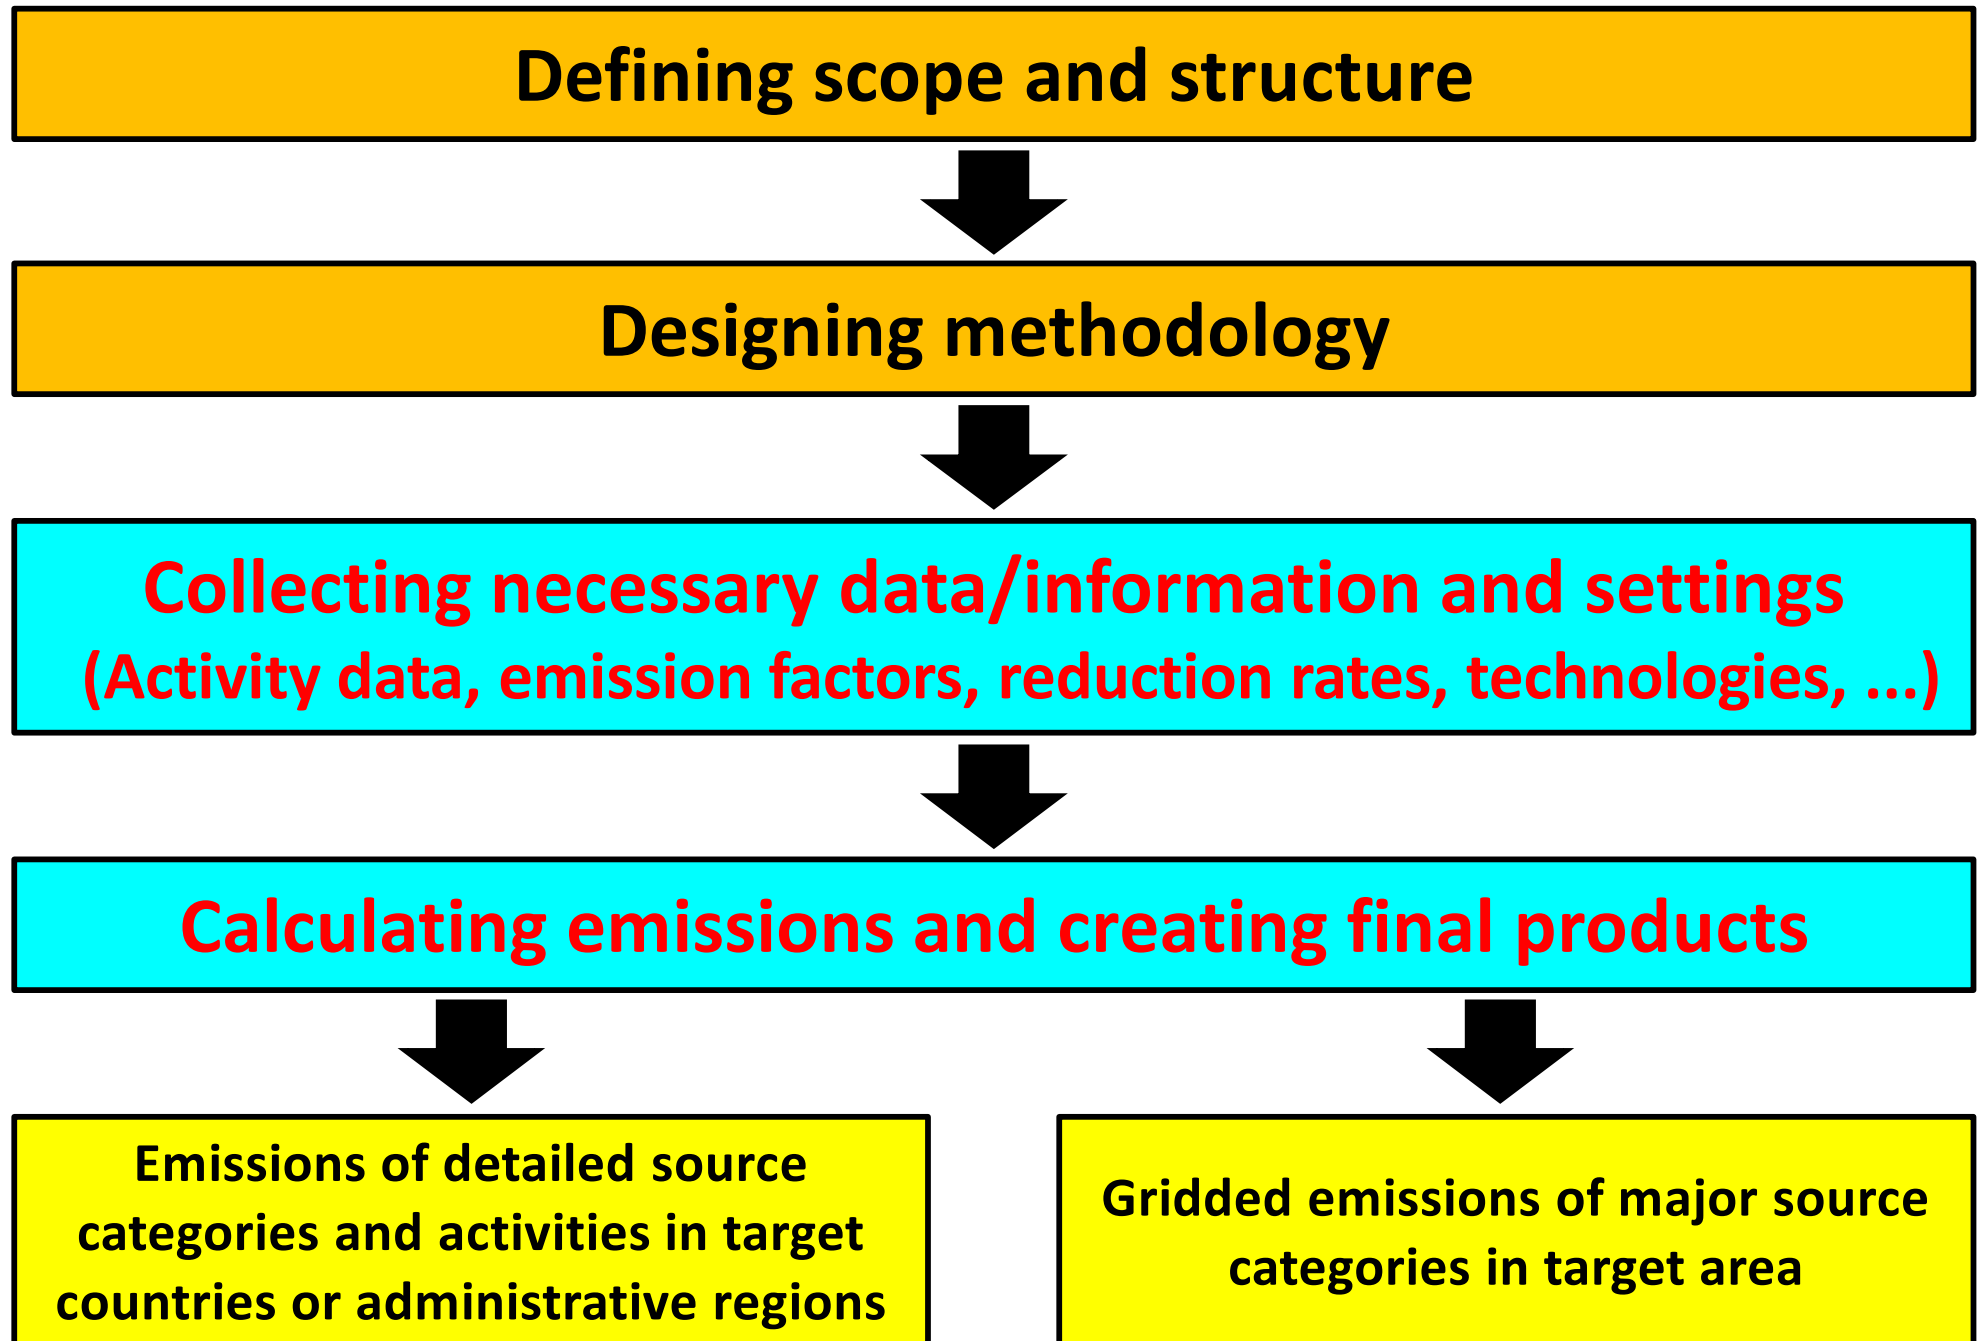 Defining scope and structure
Designing methodology
Collecting necessary data/information and settings
(Activity data, emission factors, reduction rates, technologies, ...)
Calculating emissions and creating final products
Emissions of detailed source
categories and activities in target
countries or administrative regions
Gridded emissions of major source
categories in target area